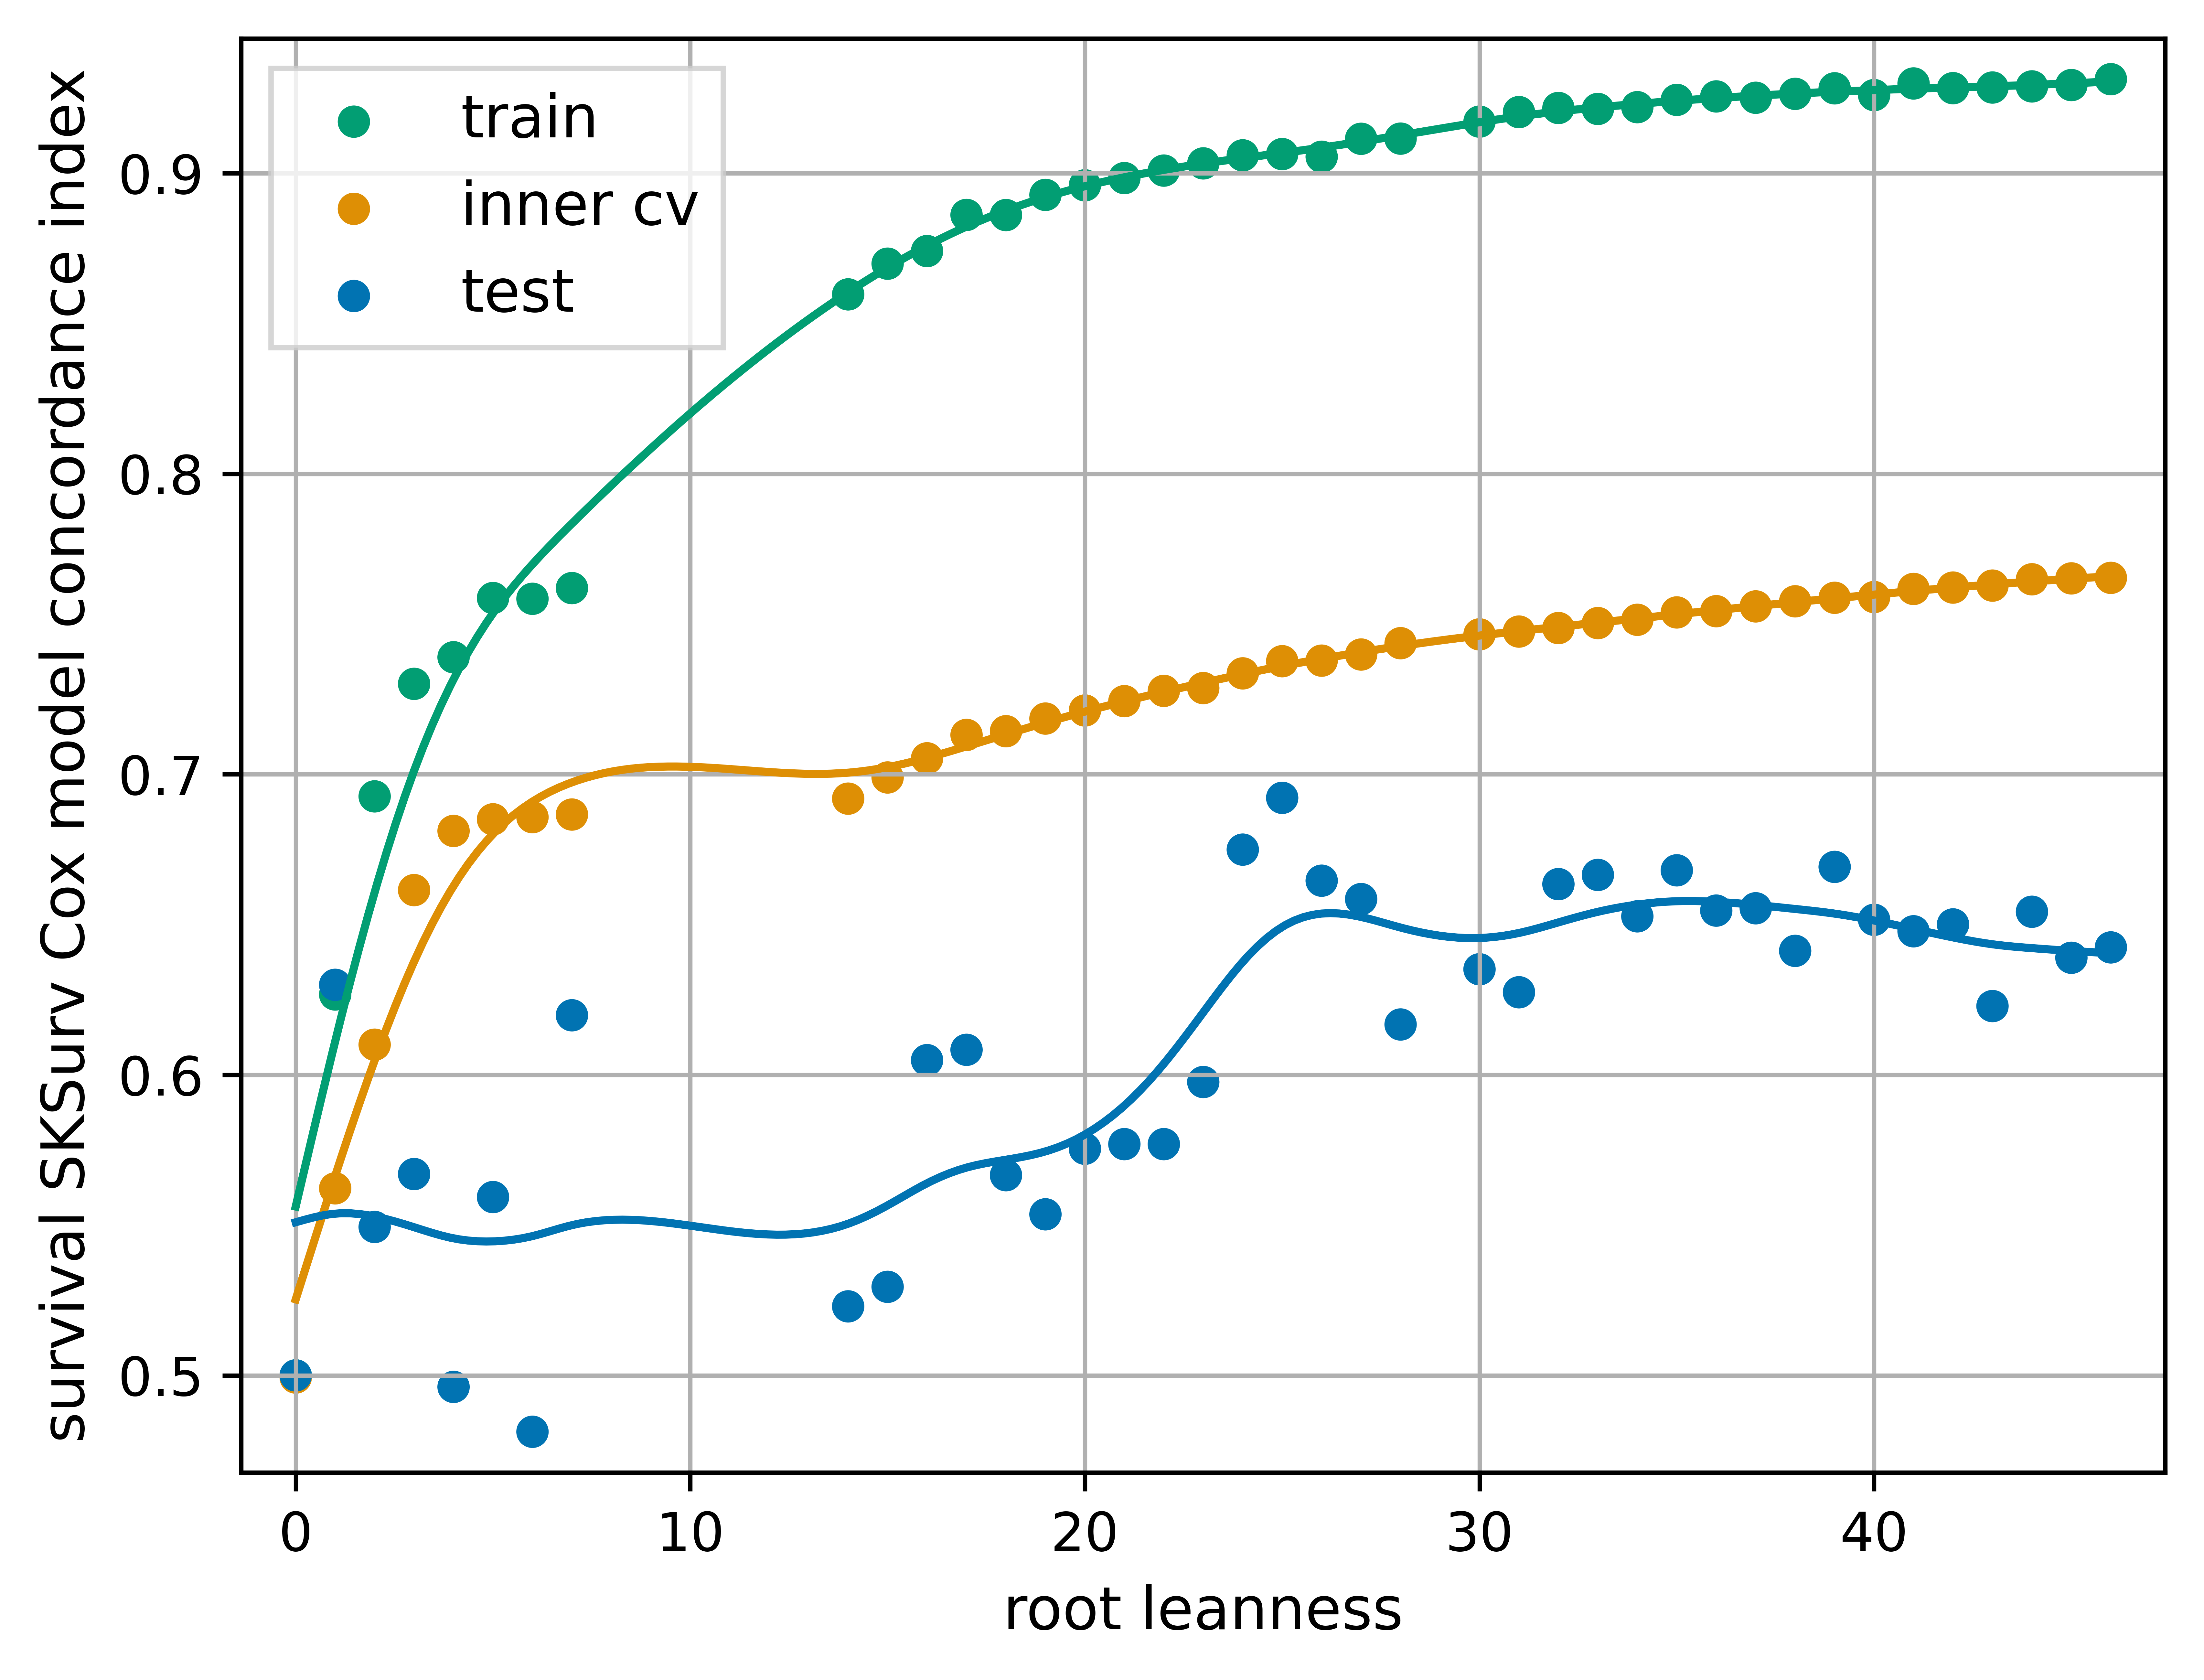 survival SKSurv Cox model concordance index
train
inner cv
test
0.9
0.8
0.7
0.6
0.5
0 10 20 30 40
root leanness